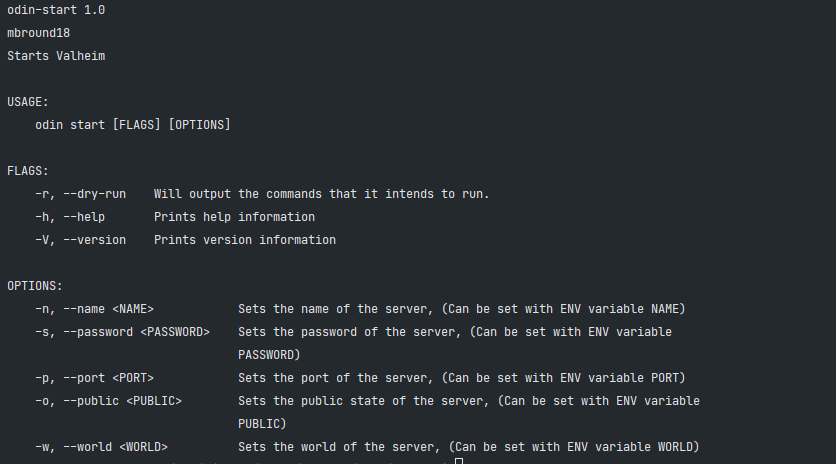 odin-start 1.0
mbround18
Starts Valheim
USAGE:
odin start [FLAGS] [OPTIONS]
FLAGS:
-r, --dry-run    Will output the commands that it intends to run.
-h, --help       Prints help information
-V, --version    Prints version information
OPTIONS:
-n, --name <NAME>            Sets the name of the server, (Can be set with ENV variable NAME)
-s, --password <PASSWORD>    Sets the password of the server, (Can be set with ENV variable
PASSWORD)
-p, --port <PORT>            Sets the port of the server, (Can be set with ENV variable PORT)
-o, --public <PUBLIC>        Sets the public state of the server, (Can be set with ENV variable
PUBLIC)
-w, --world <WORLD>          Sets the world of the server, (Can be set with ENV variable WORLD)